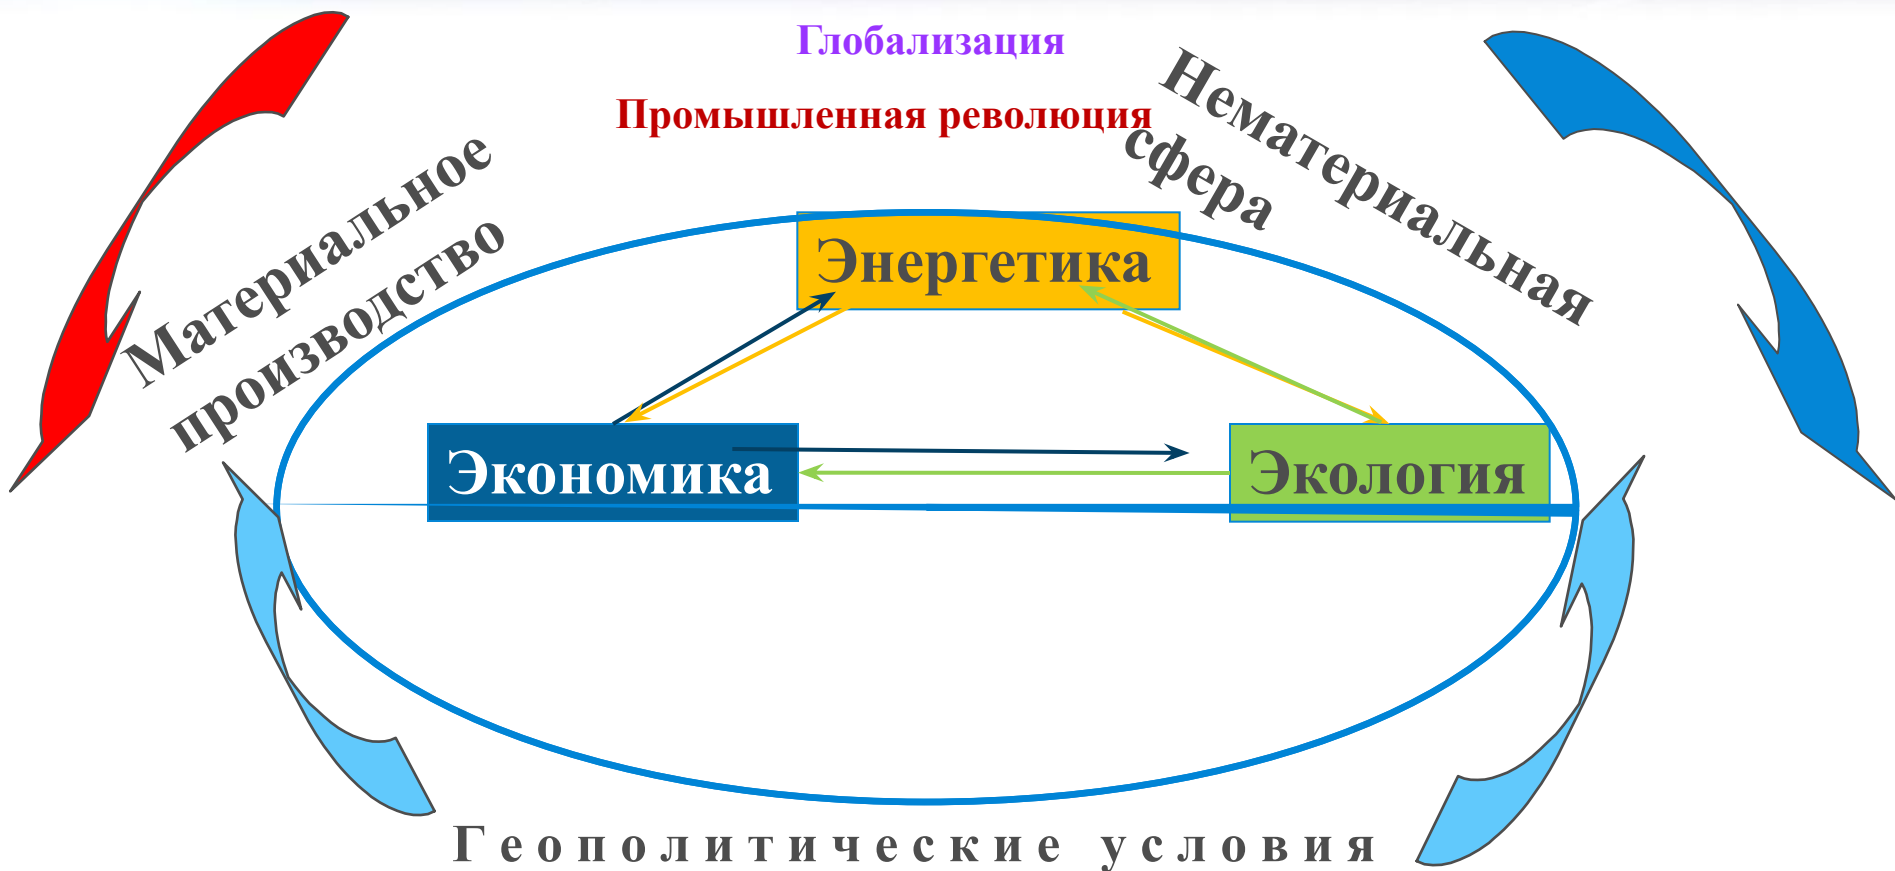 Глобализация
Промышленная революция
Материальное
производство
Нематериальная
сфера
Энергетика
Экономика
Экология
Геополитические условия